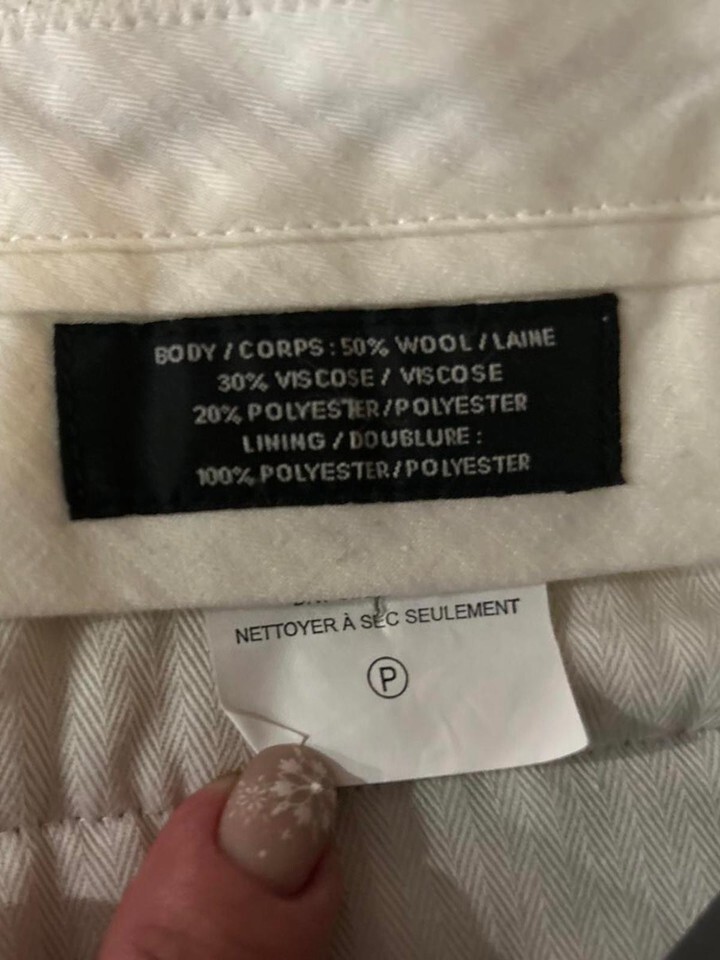 BODY / CORPS : 50% WOOL / LAINE
30% VISCOSE / VISCOSE
20% POLYESTER/POLYESTER
LINING / DOUBLURE :
100% POLYESTER/POLYESTER
NETTOYER À SEC SEULEMENT
P